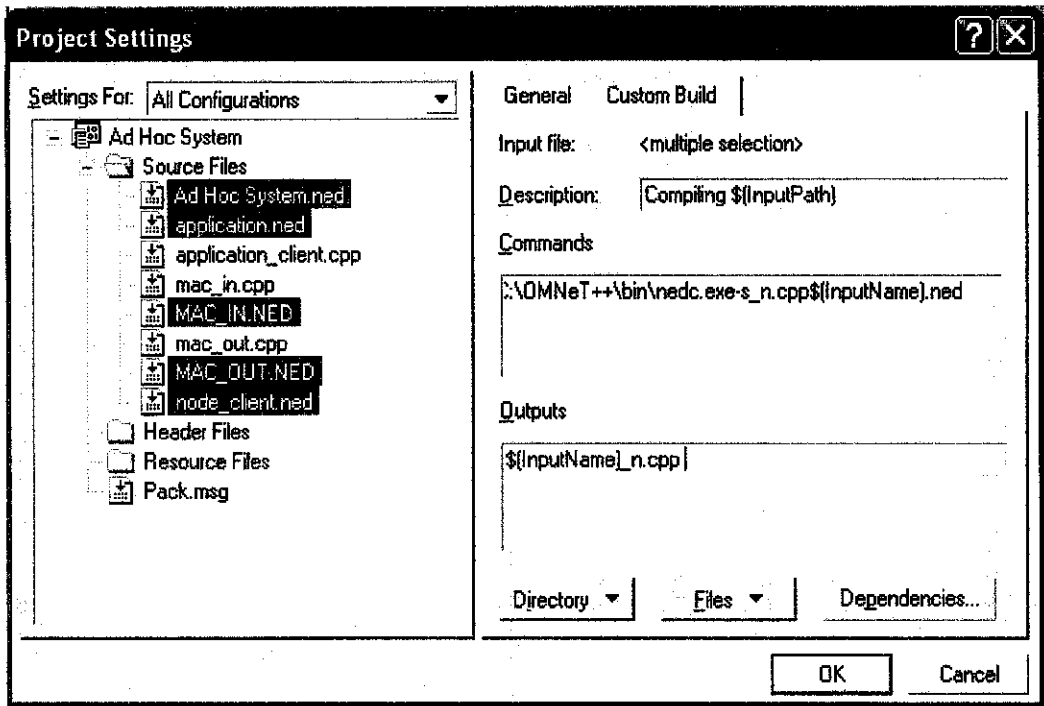 Project Settings
Settings For: All Configurations
Ad Hoc System
Source Files
Ad Hoc System.ned
application.ned
application_client.cpp
mac_in.cpp
MAC_IN.NED
mac_out.cpp
MAC_OUT.NED
node_client.ned
Header Files
Resource Files
Pack.msg
General Custom Build
Input file: <multiple selection>
Description: Compiling $(InputPath)
Commands
:\OMNeT++\bin\nedc.exe-s_n.cpp$(InputName).ned
Outputs
$(InputName)_n.cpp
Directory Files Dependencies...
OK Cancel